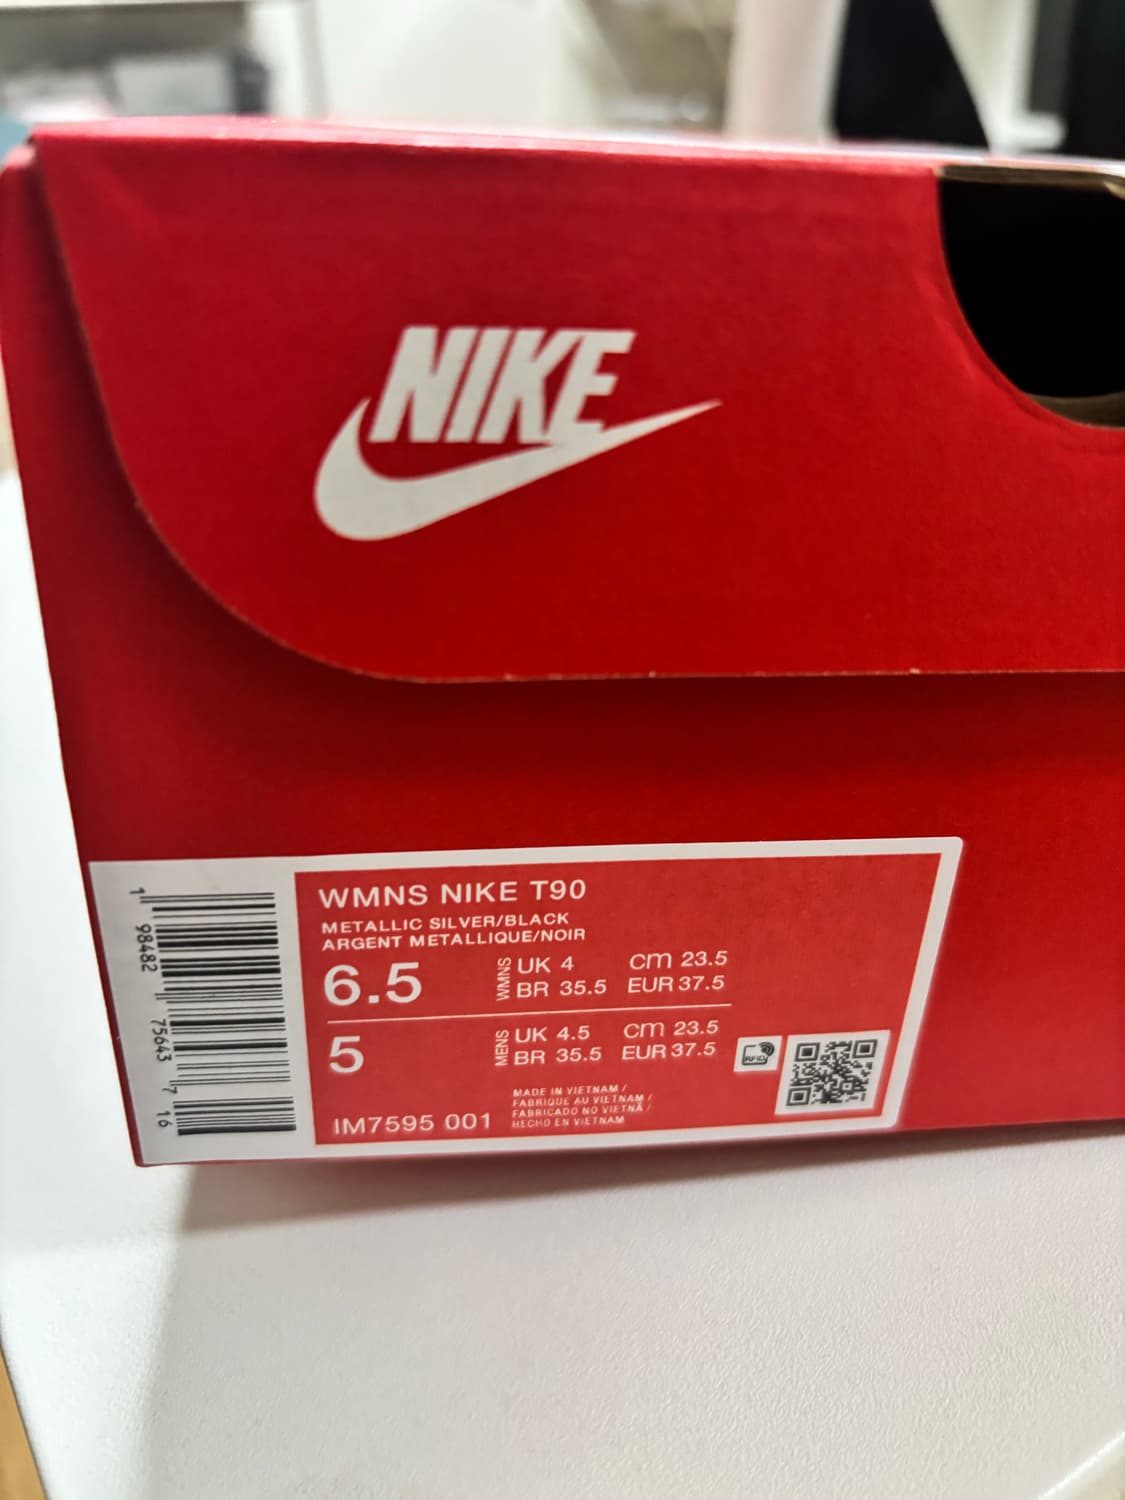 NIKE
WMNS NIKE T90
METALLIC SILVER/BLACK
ARGENT METALLIQUE/NOIR
6.5
WMNS
UK 4 cm 23.5
BR 35.5 EUR 37.5
5
MENS
UK 4.5 cm 23.5
BR 35.5 EUR 37.5
RFID
IM7595 001
MADE IN VIETNAM /
FABRIQUE AU VIETNAM /
FABRICADO NO VIETNÃ /
HECHO EN VIETNAM
1 98482 75643 7 16